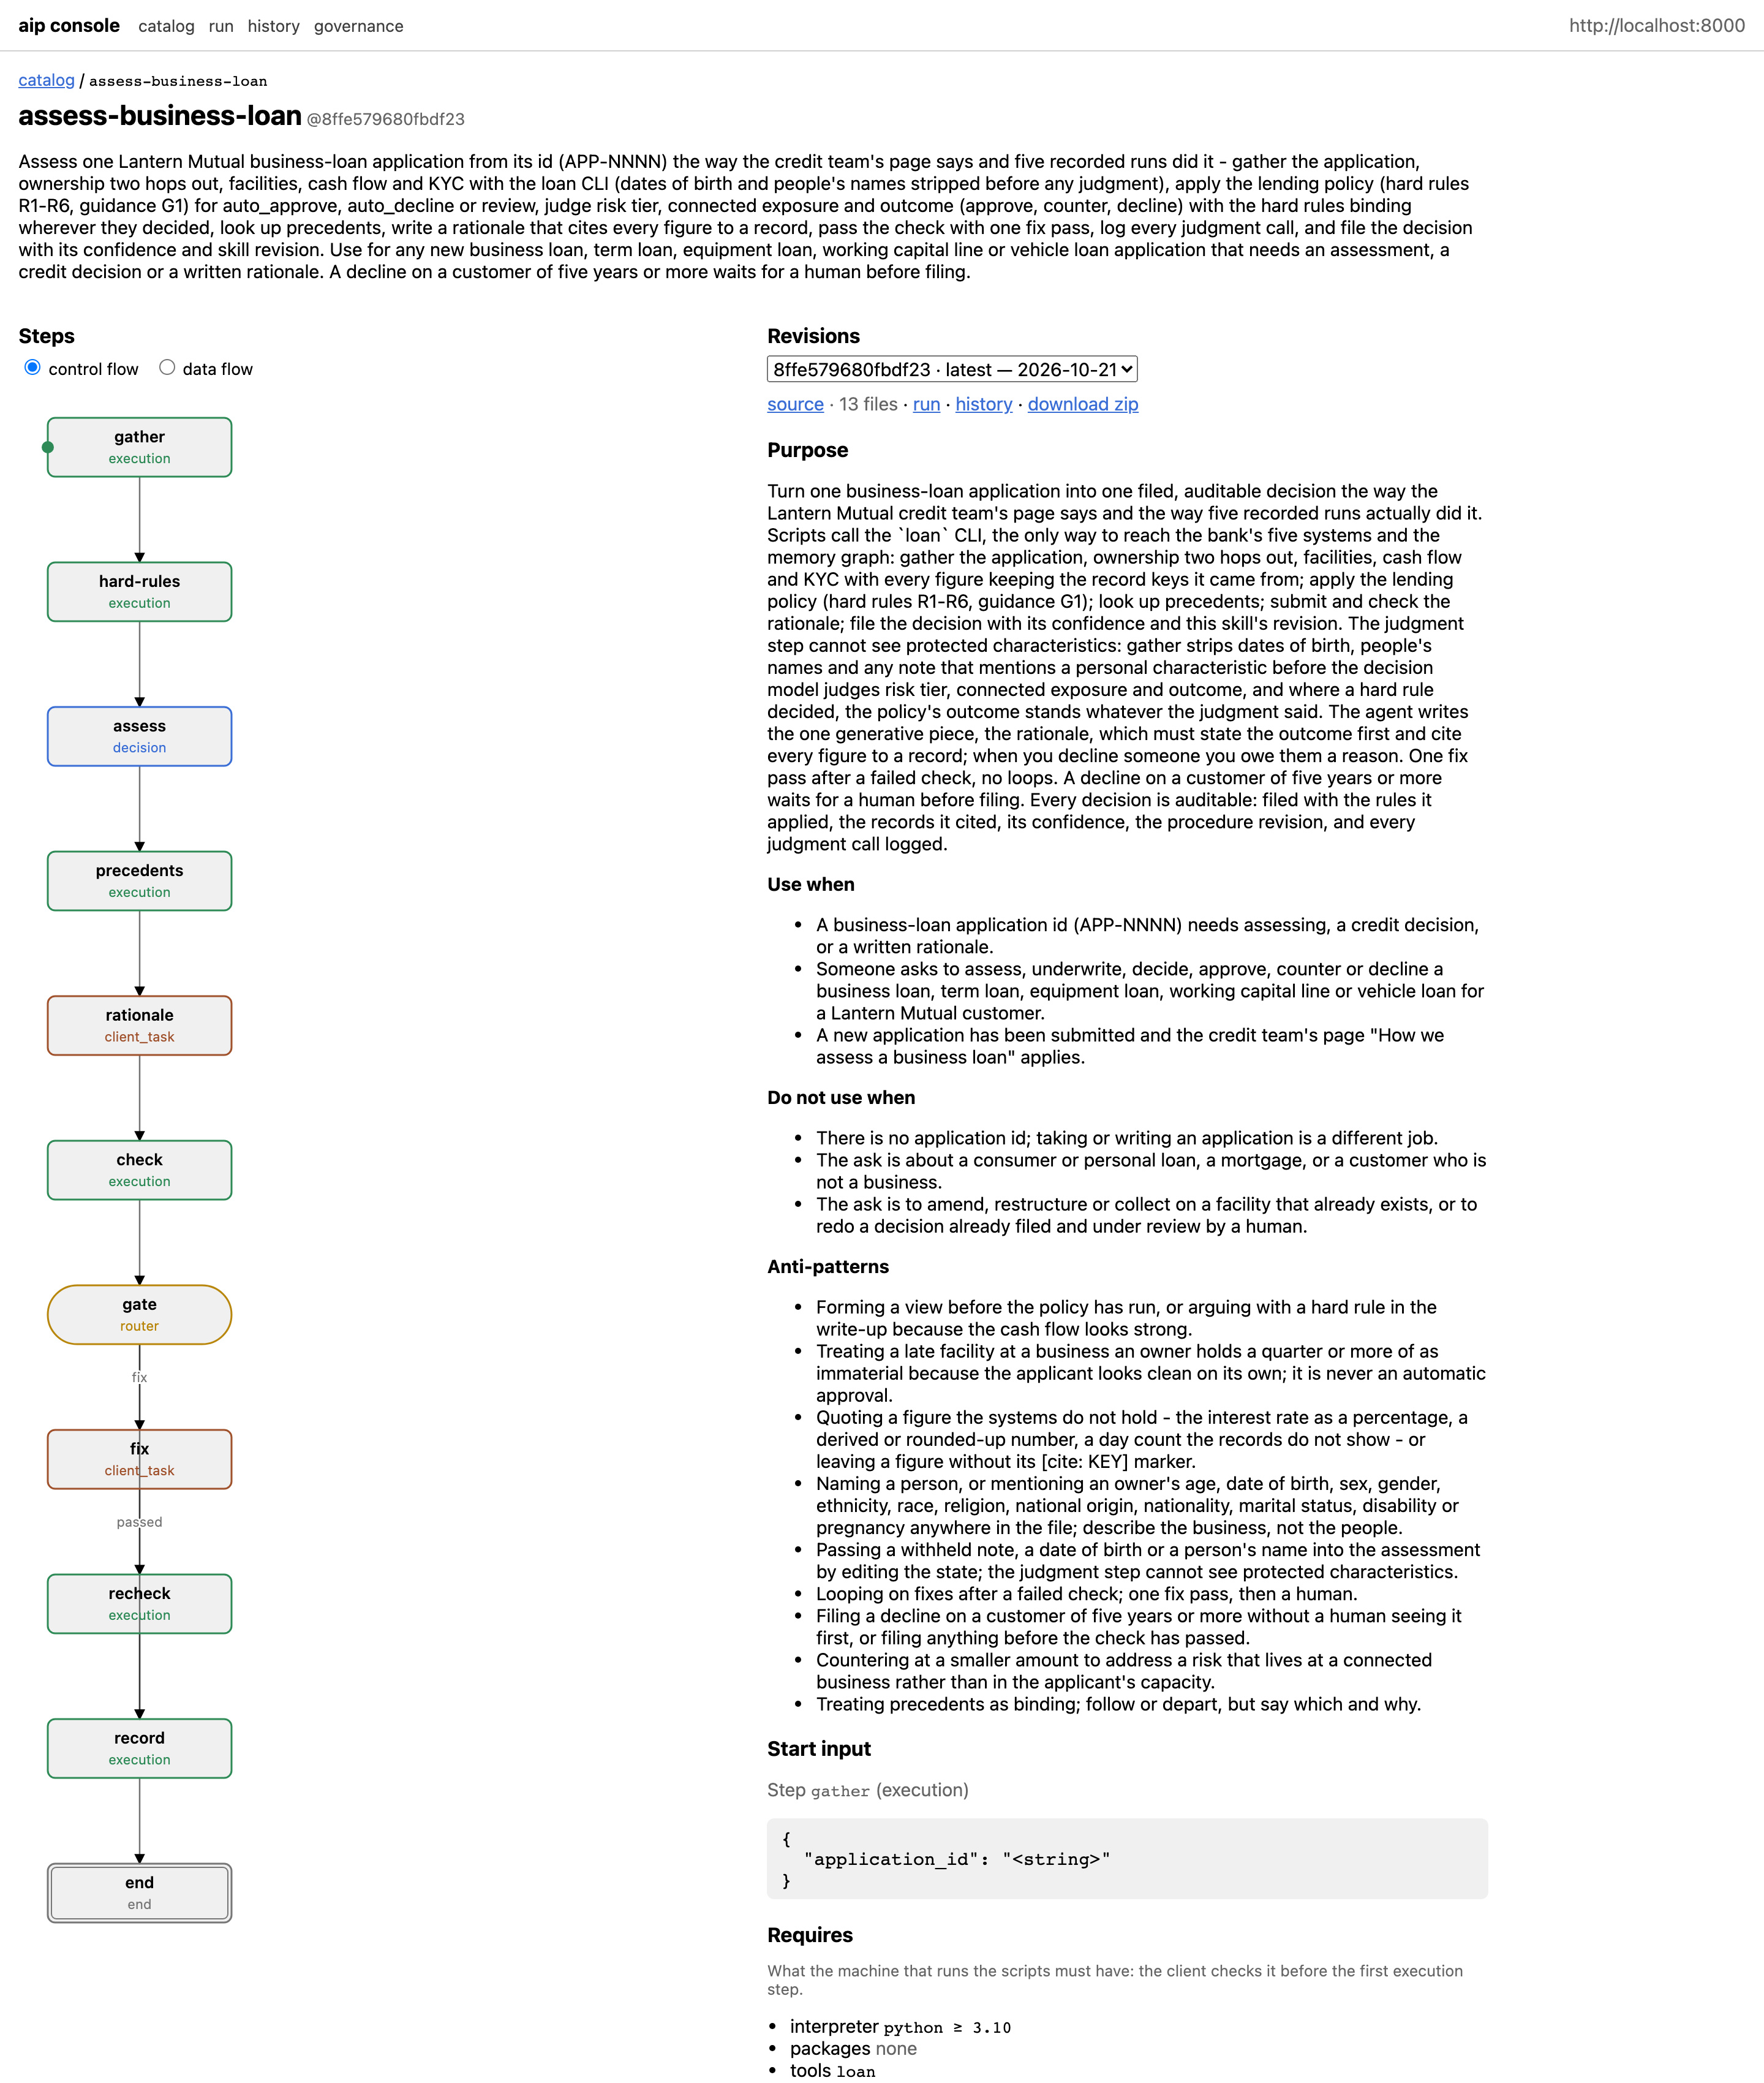 aip console catalog run history governance http://localhost:8000
catalog / assess-business-loan
assess-business-loan @8ffe579680fbdf23
Assess one Lantern Mutual business-loan application from its id (APP-NNNN) the way the credit team's page says and five recorded runs did it - gather the application,
ownership two hops out, facilities, cash flow and KYC with the loan CLI (dates of birth and people's names stripped before any judgment), apply the lending policy (hard rules
R1-R6, guidance G1) for auto_approve, auto_decline or review, judge risk tier, connected exposure and outcome (approve, counter, decline) with the hard rules binding
wherever they decided, look up precedents, write a rationale that cites every figure to a record, pass the check with one fix pass, log every judgment call, and file the decision
with its confidence and skill revision. Use for any new business loan, term loan, equipment loan, working capital line or vehicle loan application that needs an assessment, a
credit decision or a written rationale. A decline on a customer of five years or more waits for a human before filing.
Steps
control flow data flow
gather
execution
hard-rules
execution
assess
decision
precedents
execution
rationale
client_task
check
execution
gate
router
fix
fix
client_task
passed
recheck
execution
record
execution
end
end
Revisions
8ffe579680fbdf23 · latest — 2026-10-21
source · 13 files · run · history · download zip
Purpose
Turn one business-loan application into one filed, auditable decision the way the
Lantern Mutual credit team's page says and the way five recorded runs actually did it.
Scripts call the `loan` CLI, the only way to reach the bank's five systems and the
memory graph: gather the application, ownership two hops out, facilities, cash flow
and KYC with every figure keeping the record keys it came from; apply the lending
policy (hard rules R1-R6, guidance G1); look up precedents; submit and check the
rationale; file the decision with its confidence and this skill's revision. The judgment
step cannot see protected characteristics: gather strips dates of birth, people's
names and any note that mentions a personal characteristic before the decision
model judges risk tier, connected exposure and outcome, and where a hard rule
decided, the policy's outcome stands whatever the judgment said. The agent writes
the one generative piece, the rationale, which must state the outcome first and cite
every figure to a record; when you decline someone you owe them a reason. One fix
pass after a failed check, no loops. A decline on a customer of five years or more
waits for a human before filing. Every decision is auditable: filed with the rules it
applied, the records it cited, its confidence, the procedure revision, and every
judgment call logged.
Use when
• A business-loan application id (APP-NNNN) needs assessing, a credit decision,
or a written rationale.
• Someone asks to assess, underwrite, decide, approve, counter or decline a
business loan, term loan, equipment loan, working capital line or vehicle loan for
a Lantern Mutual customer.
• A new application has been submitted and the credit team's page "How we
assess a business loan" applies.
Do not use when
• There is no application id; taking or writing an application is a different job.
• The ask is about a consumer or personal loan, a mortgage, or a customer who is
not a business.
• The ask is to amend, restructure or collect on a facility that already exists, or to
redo a decision already filed and under review by a human.
Anti-patterns
• Forming a view before the policy has run, or arguing with a hard rule in the
write-up because the cash flow looks strong.
• Treating a late facility at a business an owner holds a quarter or more of as
immaterial because the applicant looks clean on its own; it is never an automatic
approval.
• Quoting a figure the systems do not hold - the interest rate as a percentage, a
derived or rounded-up number, a day count the records do not show - or
leaving a figure without its [cite: KEY] marker.
• Naming a person, or mentioning an owner's age, date of birth, sex, gender,
ethnicity, race, religion, national origin, nationality, marital status, disability or
pregnancy anywhere in the file; describe the business, not the people.
• Passing a withheld note, a date of birth or a person's name into the assessment
by editing the state; the judgment step cannot see protected characteristics.
• Looping on fixes after a failed check; one fix pass, then a human.
• Filing a decline on a customer of five years or more without a human seeing it
first, or filing anything before the check has passed.
• Countering at a smaller amount to address a risk that lives at a connected
business rather than in the applicant's capacity.
• Treating precedents as binding; follow or depart, but say which and why.
Start input
Step gather (execution)
{
"application_id": "<string>"
}
Requires
What the machine that runs the scripts must have: the client checks it before the first execution
step.
• interpreter python ≥ 3.10
• packages none
• tools loan